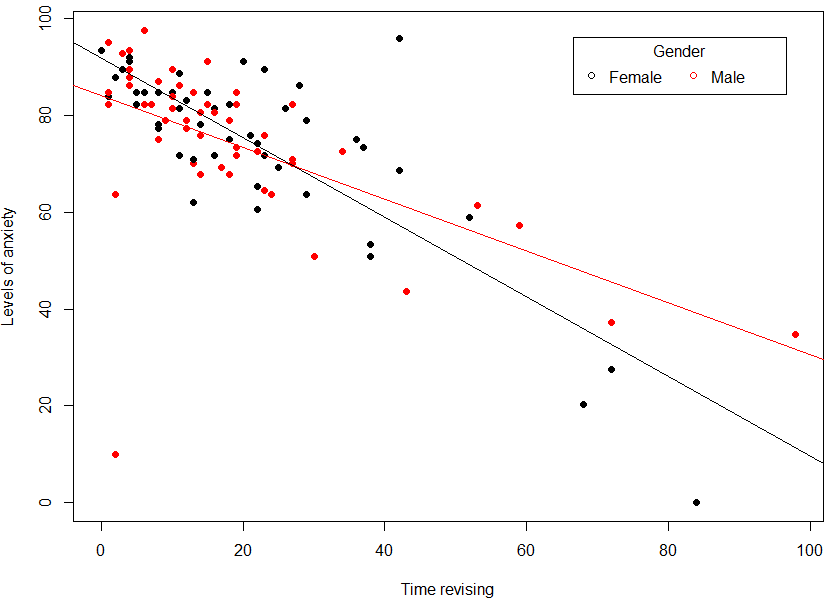 Gender
Female Male
Levels of anxiety
100
80
60
40
20
0
0 20 40 60 80 100
Time revising